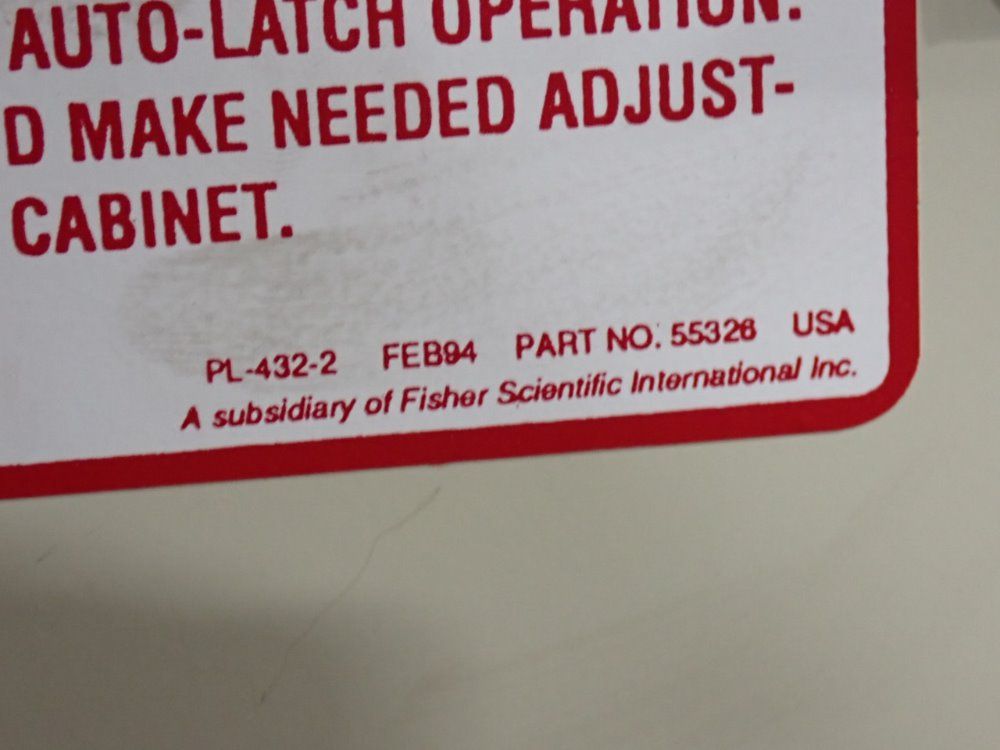 AUTO-LATCH OPERATION.
D MAKE NEEDED ADJUST-
CABINET.
PL-432-2 FEB94 PART NO. 55326 USA
A subsidiary of Fisher Scientific International Inc.